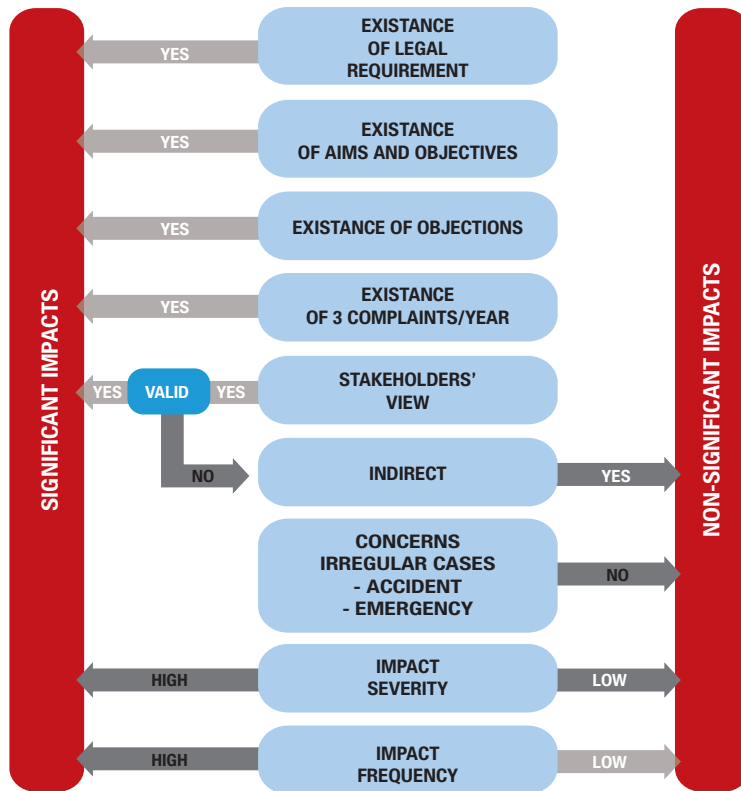 EXISTANCE
OF LEGAL
REQUIREMENT
YES
EXISTANCE
OF AIMS AND OBJECTIVES
YES
EXISTANCE OF OBJECTIONS
YES
EXISTANCE
OF 3 COMPLAINTS/YEAR
YES
SIGNIFICANT IMPACTS
NON-SIGNIFICANT IMPACTS
YES
VALID
YES
STAKEHOLDERS'
VIEW
NO
INDIRECT
YES
CONCERNS
IRREGULAR CASES
- ACCIDENT
- EMERGENCY
NO
HIGH
IMPACT
SEVERITY
LOW
HIGH
IMPACT
FREQUENCY
LOW